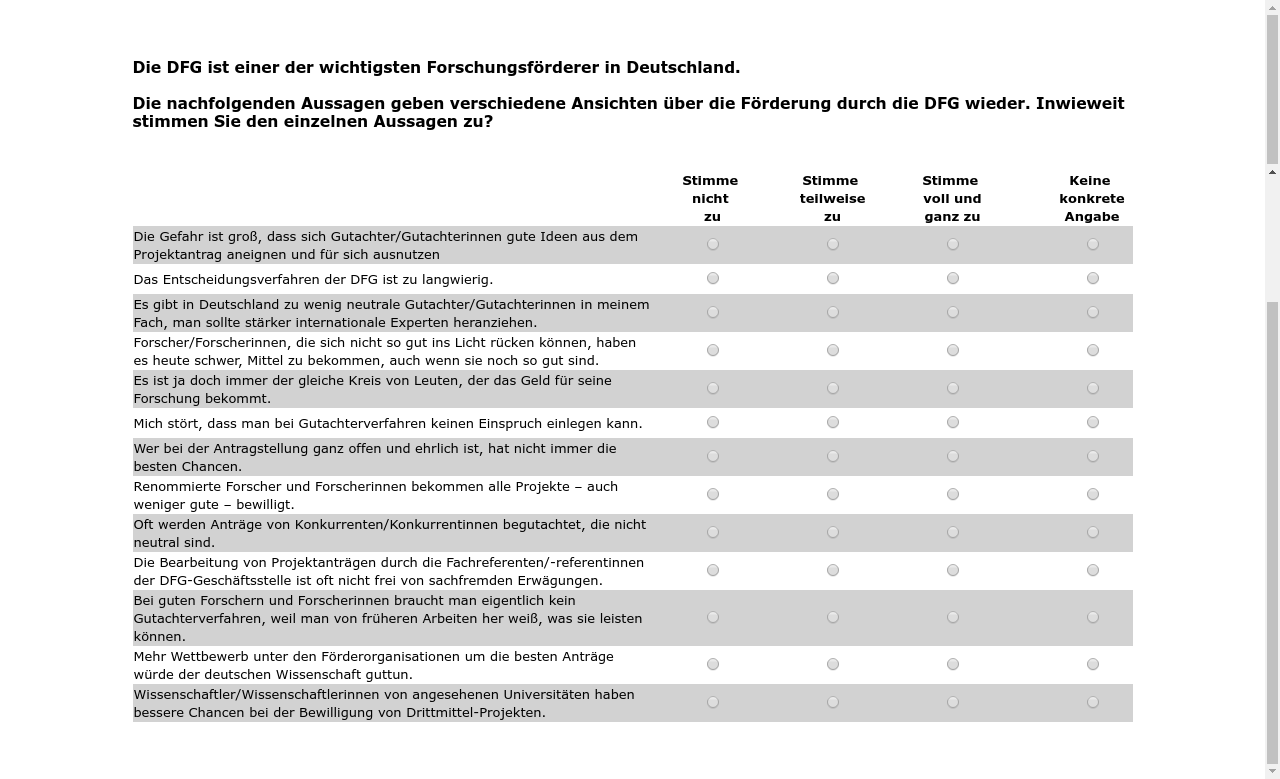 Die DFG ist einer der wichtigsten Forschungsförderer in Deutschland.
Die nachfolgenden Aussagen geben verschiedene Ansichten über die Förderung durch die DFG wieder. Inwieweit
stimmen Sie den einzelnen Aussagen zu?
Stimme nicht zu
Stimme teilweise zu
Stimme voll und ganz zu
Keine konkrete Angabe
Die Gefahr ist groß, dass sich Gutachter/Gutachterinnen gute Ideen aus dem
Projektantrag aneignen und für sich ausnutzen
Das Entscheidungsverfahren der DFG ist zu langwierig.
Es gibt in Deutschland zu wenig neutrale Gutachter/Gutachterinnen in meinem
Fach, man sollte stärker internationale Experten heranziehen.
Forscher/Forscherinnen, die sich nicht so gut ins Licht rücken können, haben
es heute schwer, Mittel zu bekommen, auch wenn sie noch so gut sind.
Es ist ja doch immer der gleiche Kreis von Leuten, der das Geld für seine
Forschung bekommt.
Mich stört, dass man bei Gutachterverfahren keinen Einspruch einlegen kann.
Wer bei der Antragstellung ganz offen und ehrlich ist, hat nicht immer die
besten Chancen.
Renommierte Forscher und Forscherinnen bekommen alle Projekte – auch
weniger gute – bewilligt.
Oft werden Anträge von Konkurrenten/Konkurrentinnen begutachtet, die nicht
neutral sind.
Die Bearbeitung von Projektanträgen durch die Fachreferenten/-referentinnen
der DFG-Geschäftsstelle ist oft nicht frei von sachfremden Erwägungen.
Bei guten Forschern und Forscherinnen braucht man eigentlich kein
Gutachterverfahren, weil man von früheren Arbeiten her weiß, was sie leisten
können.
Mehr Wettbewerb unter den Förderorganisationen um die besten Anträge
würde der deutschen Wissenschaft guttun.
Wissenschaftler/Wissenschaftlerinnen von angesehenen Universitäten haben
bessere Chancen bei der Bewilligung von Drittmittel-Projekten.